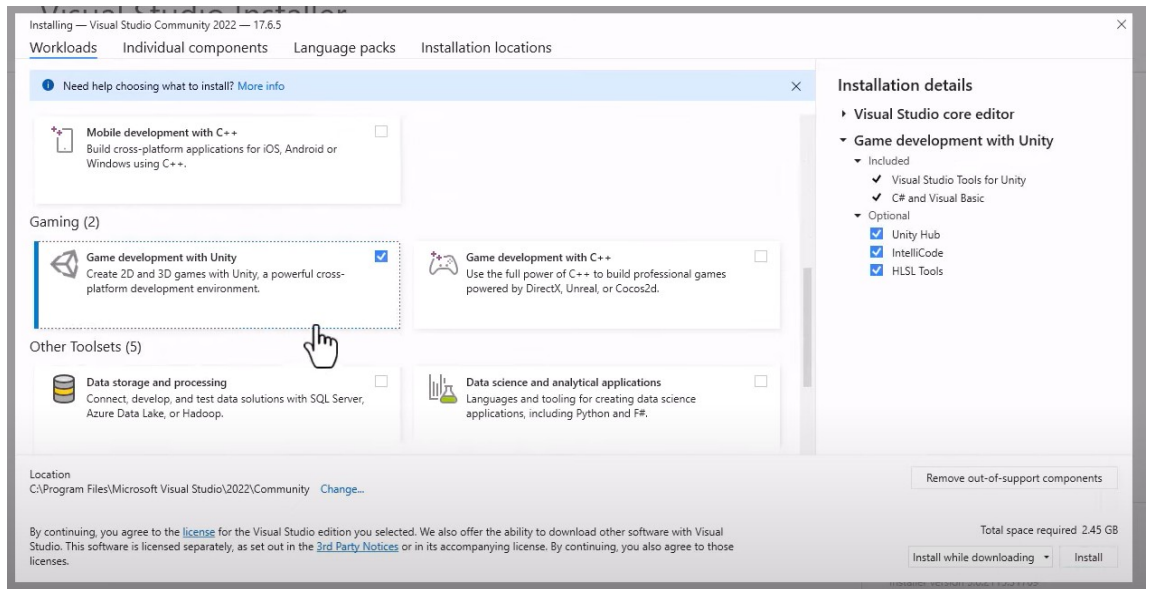 Visual Studio Installer
Installing — Visual Studio Community 2022 — 17.6.5
Workloads Individual components Language packs Installation locations
Need help choosing what to install? More info
Mobile development with C++
Build cross-platform applications for iOS, Android or
Windows using C++.
Gaming (2)
Game development with Unity
Create 2D and 3D games with Unity, a powerful cross-
platform development environment.
Game development with C++
Use the full power of C++ to build professional games
powered by DirectX, Unreal, or Cocos2d.
Other Toolsets (5)
Data storage and processing
Connect, develop, and test data solutions with SQL Server,
Azure Data Lake, or Hadoop.
Data science and analytical applications
Languages and tooling for creating data science
applications, including Python and F#.
Installation details
Visual Studio core editor
Game development with Unity
Included
Visual Studio Tools for Unity
C# and Visual Basic
Optional
Unity Hub
IntelliCode
HLSL Tools
Location
C:\Program Files\Microsoft Visual Studio\2022\Community Change...
Remove out-of-support components
By continuing, you agree to the license for the Visual Studio edition you selected. We also offer the ability to download other software with Visual
Studio. This software is licensed separately, as set out in the 3rd Party Notices or in its accompanying license. By continuing, you also agree to those
licenses.
Total space required 2.45 GB
Install while downloading Install